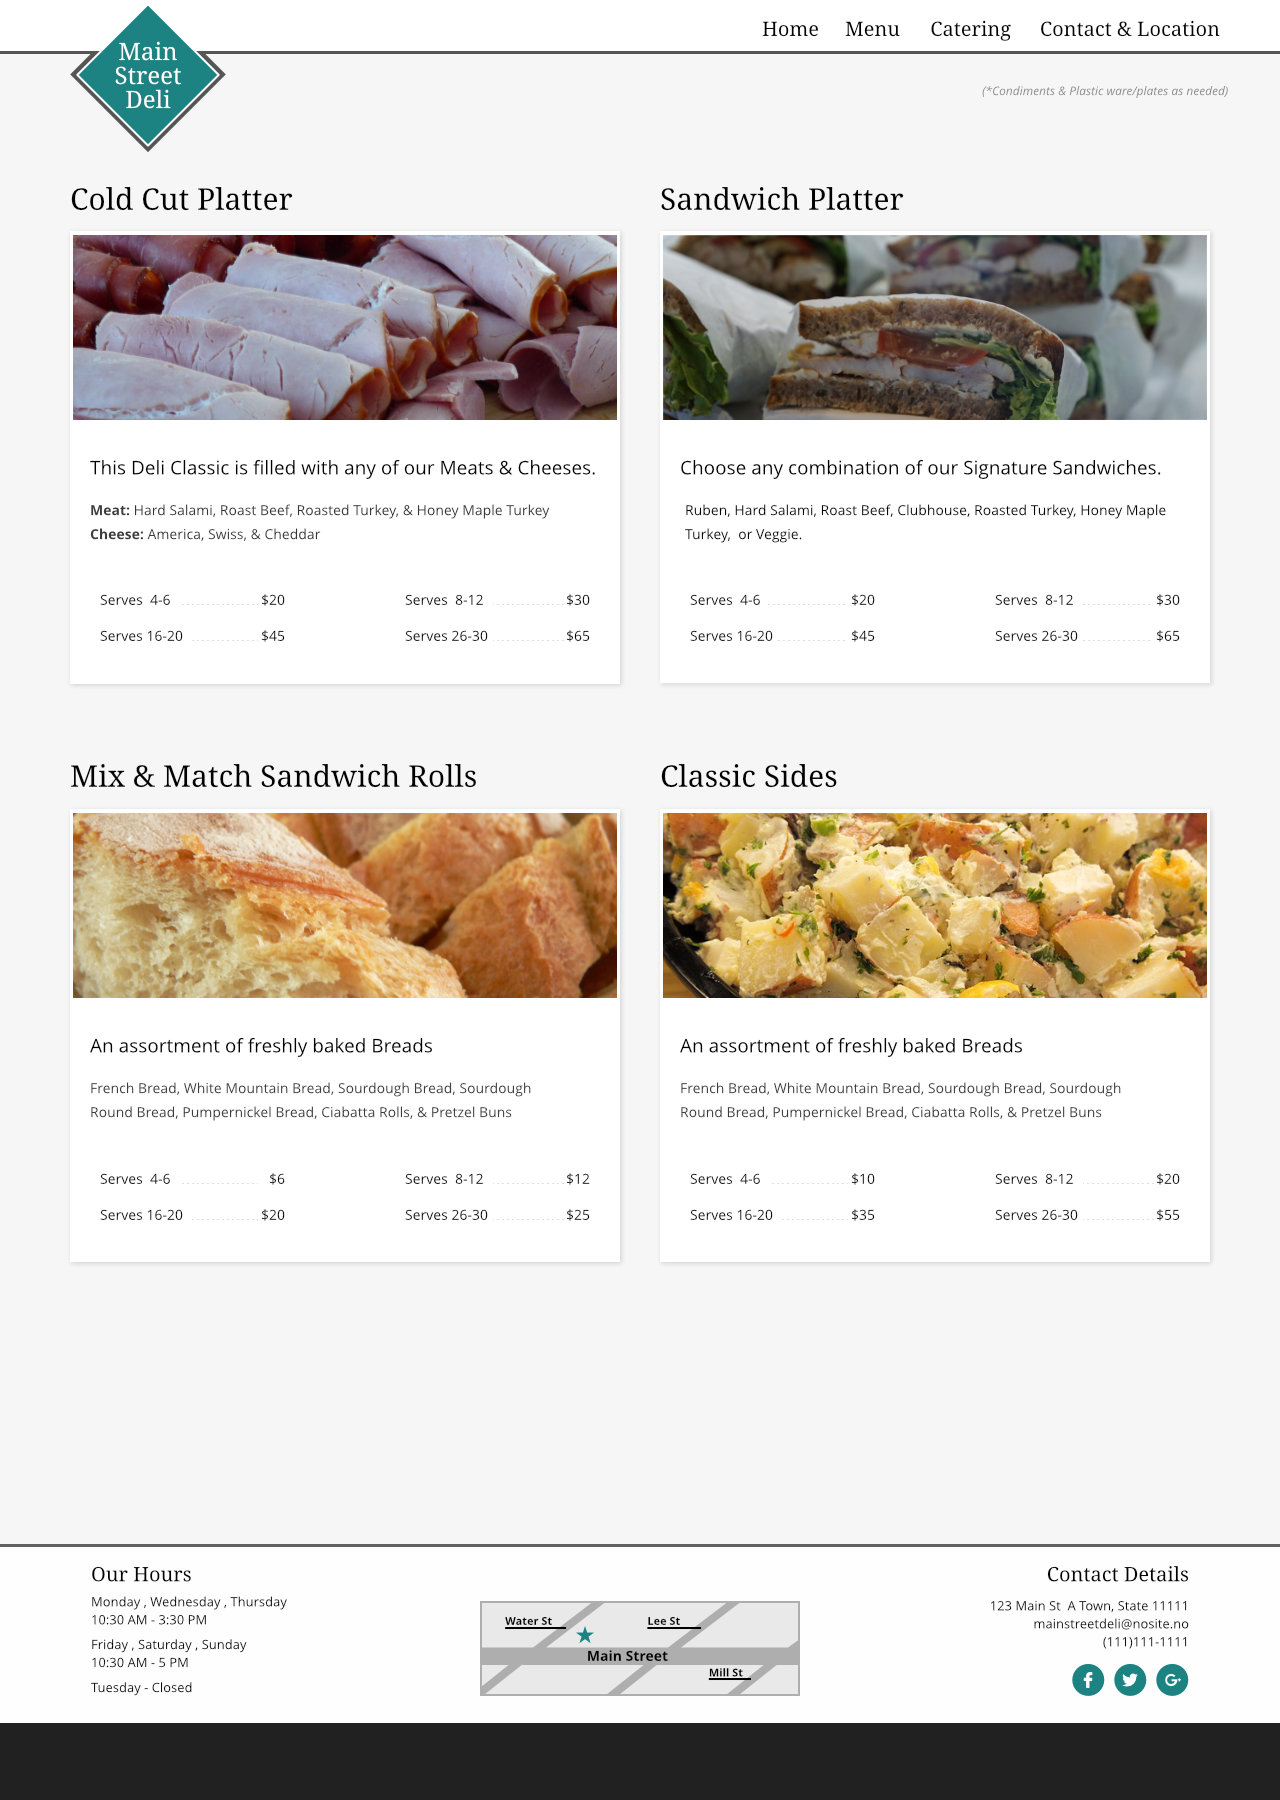 Home Menu Catering Contact & Location
Main
Street
Deli
(*Condiments & Plastic ware/plates as needed)
Cold Cut Platter
This Deli Classic is filled with any of our Meats & Cheeses.
Meat: Hard Salami, Roast Beef, Roasted Turkey, & Honey Maple Turkey
Cheese: America, Swiss, & Cheddar
Serves 4-6 $20
Serves 8-12 $30
Serves 16-20 $45
Serves 26-30 $65
Sandwich Platter
Choose any combination of our Signature Sandwiches.
Ruben, Hard Salami, Roast Beef, Clubhouse, Roasted Turkey, Honey Maple
Turkey, or Veggie.
Serves 4-6 $20
Serves 8-12 $30
Serves 16-20 $45
Serves 26-30 $65
Mix & Match Sandwich Rolls
An assortment of freshly baked Breads
French Bread, White Mountain Bread, Sourdough Bread, Sourdough
Round Bread, Pumpernickel Bread, Ciabatta Rolls, & Pretzel Buns
Serves 4-6 $6
Serves 8-12 $12
Serves 16-20 $20
Serves 26-30 $25
Classic Sides
An assortment of freshly baked Breads
French Bread, White Mountain Bread, Sourdough Bread, Sourdough
Round Bread, Pumpernickel Bread, Ciabatta Rolls, & Pretzel Buns
Serves 4-6 $10
Serves 8-12 $20
Serves 16-20 $35
Serves 26-30 $55
Our Hours
Monday , Wednesday , Thursday
10:30 AM - 3:30 PM
Friday , Saturday , Sunday
10:30 AM - 5 PM
Tuesday - Closed
Water St
Lee St
Main Street
Mill St
Contact Details
123 Main St A Town, State 11111
mainstreetdeli@nosite.no
(111)111-1111
f
G+